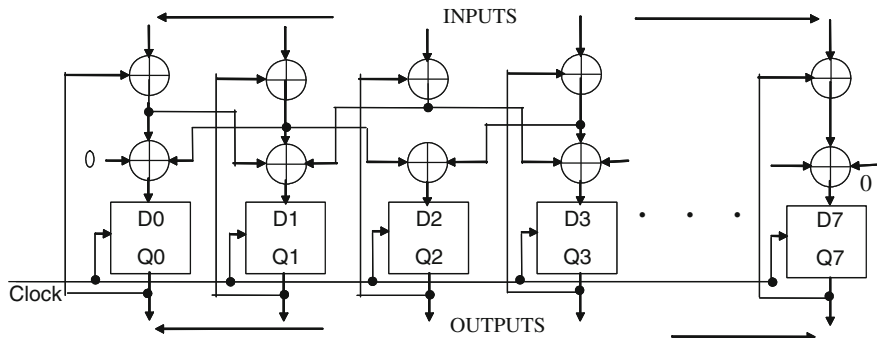 INPUTS
0
0
D0 D1 D2 D3 . . . D7
Q0 Q1 Q2 Q3 Q7
Clock
OUTPUTS